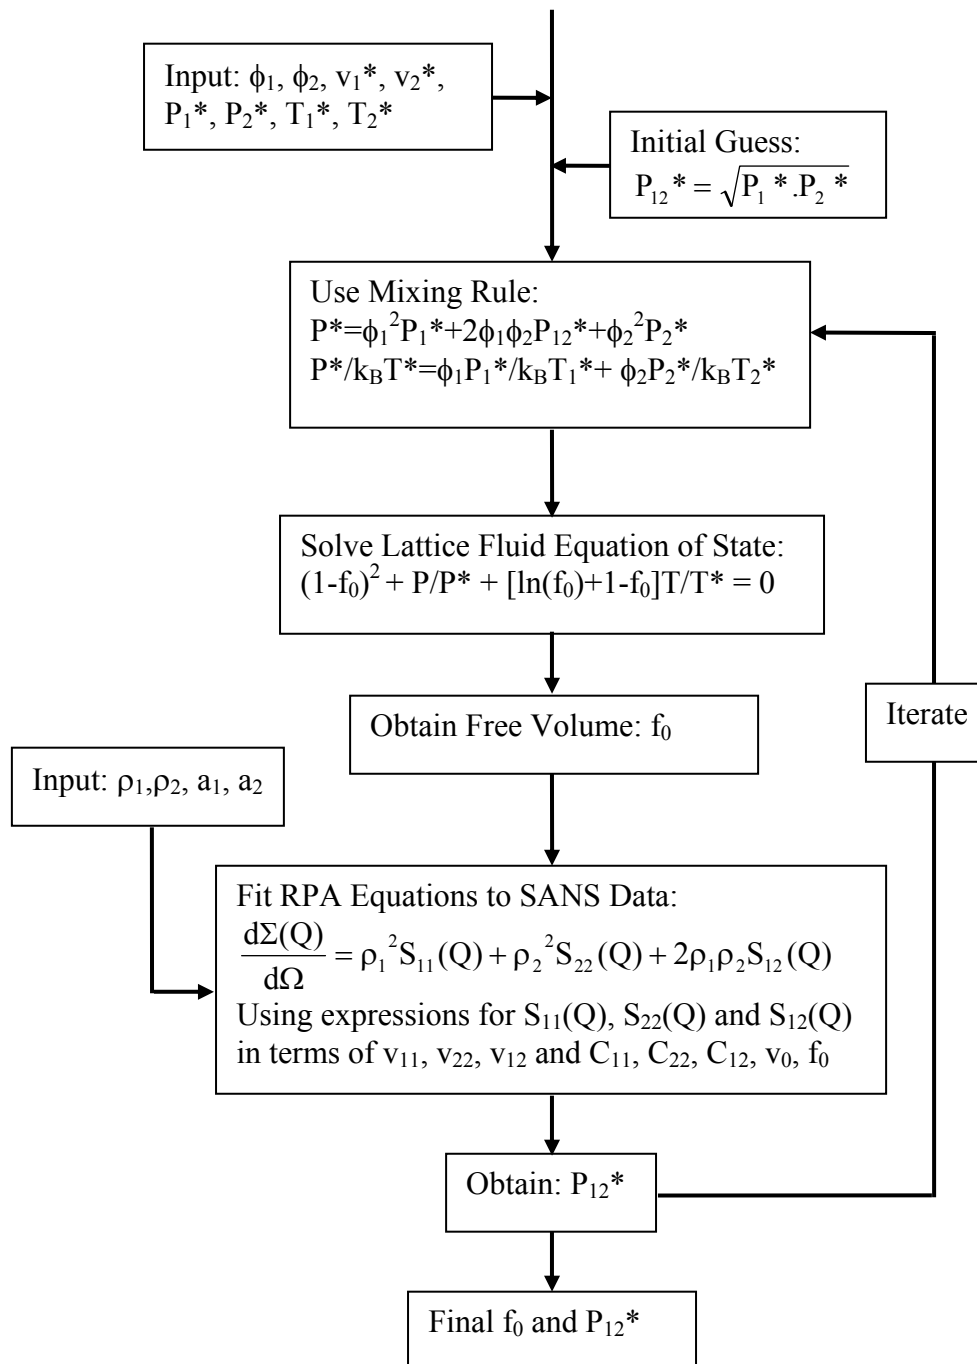 Input: ϕ₁, ϕ₂, v₁*, v₂*,
P₁*, P₂*, T₁*, T₂*
Initial Guess:
P₁₂* = √(P₁*.P₂*)
Use Mixing Rule:
P*=ϕ₁²P₁*+2ϕ₁ϕ₂P₁₂*+ϕ₂²P₂*
P*/k_BT*=ϕ₁P₁*/k_BT₁*+ ϕ₂P₂*/k_BT₂*
Solve Lattice Fluid Equation of State:
(1-f₀)² + P/P* + [ln(f₀)+1-f₀]T/T* = 0
Obtain Free Volume: f₀
Iterate
Input: ρ₁,ρ₂, a₁, a₂
Fit RPA Equations to SANS Data:
dΣ(Q)/dΩ = ρ₁²S₁₁(Q) + ρ₂²S₂₂(Q) + 2ρ₁ρ₂S₁₂(Q)
Using expressions for S₁₁(Q), S₂₂(Q) and S₁₂(Q)
in terms of v₁₁, v₂₂, v₁₂ and C₁₁, C₂₂, C₁₂, v₀, f₀
Obtain: P₁₂*
Final f₀ and P₁₂*